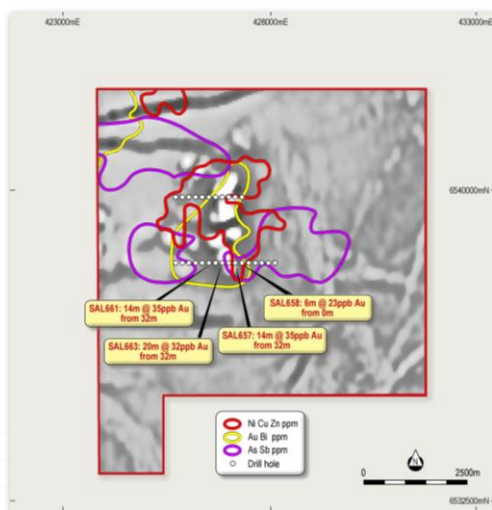 423000mE
428000mE
433000mE
6540000mN
SAL661: 14m @ 35ppb Au
from 32m
SAL658: 6m @ 23ppb Au
from 0m
SAL663: 20m @ 32ppb Au
from 32m
SAL657: 14m @ 35ppb Au
from 32m
Ni Cu Zn ppm
Au Bi ppm
As Sb ppm
Drill hole
N
0
2500m
6532500mN